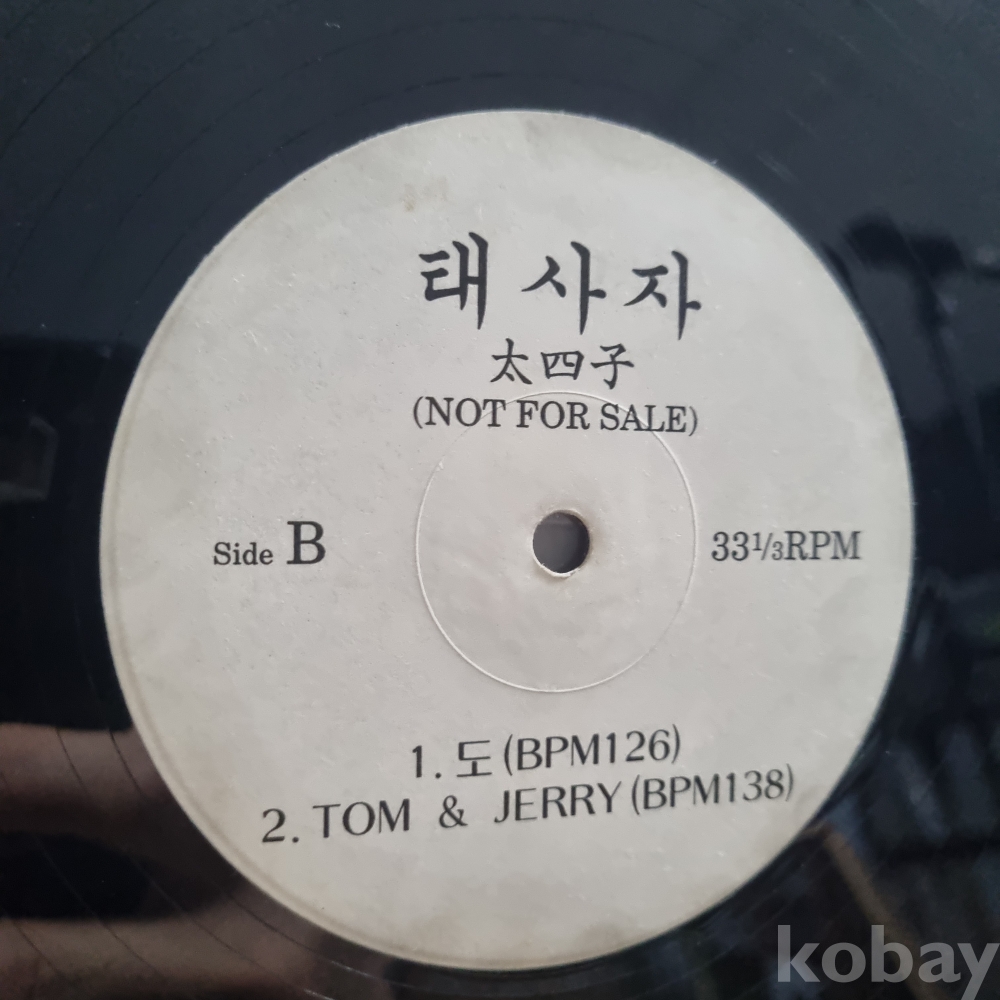 태사자
太四子
(NOT FOR SALE)
Side B
33 1/3RPM
1. 도 (BPM126)
2. TOM & JERRY (BPM138)
kobay